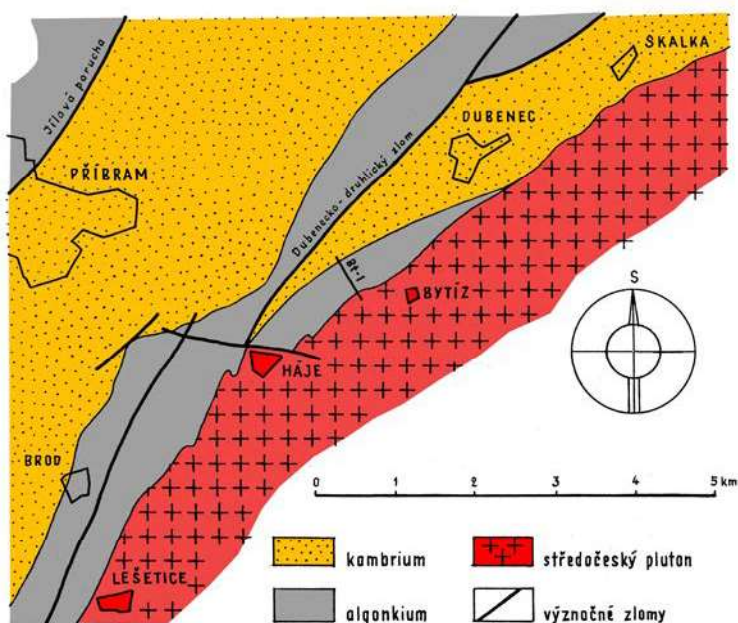 SKALKA
Jílová porucha
DUBENEC
PŘÍBRAM
Dubenecko - druhlický zlom
Bt-1
BYTÍZ
S
HÁJE
BROD
0 1 2 3 4 5 km
LEŠETICE
kambrium
středočeský pluton
algonkium
význačné zlomy